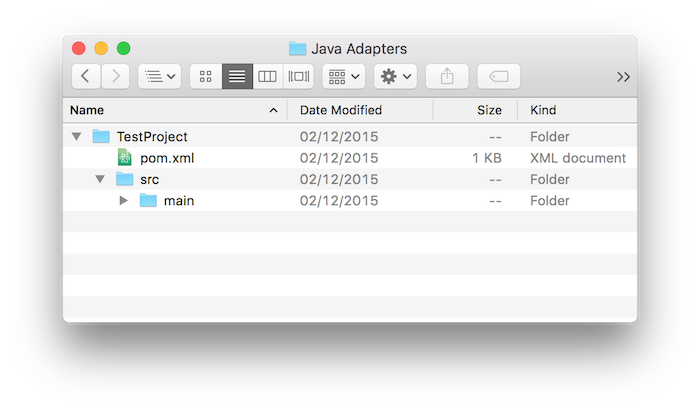 Java Adapters
Name Date Modified Size Kind
TestProject 02/12/2015 -- Folder
pom.xml 02/12/2015 1 KB XML document
src 02/12/2015 -- Folder
main 02/12/2015 -- Folder